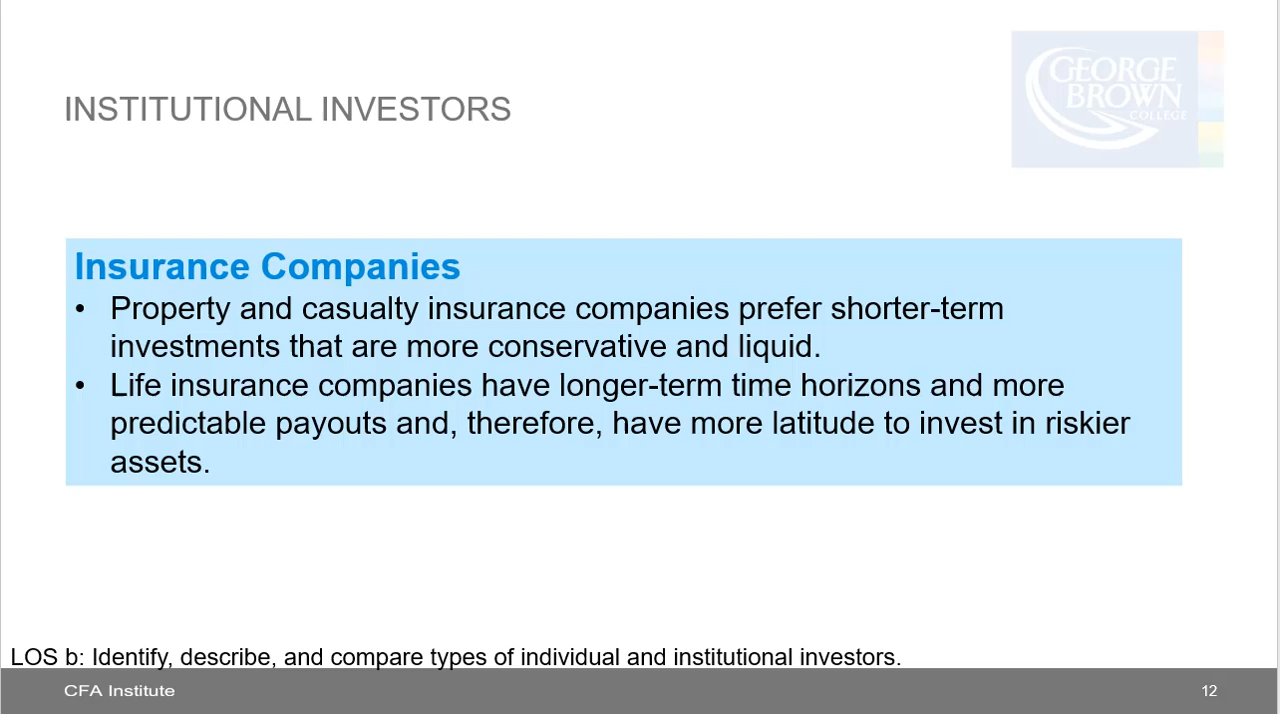 GEORGE
BROWN
COLLEGE
INSTITUTIONAL INVESTORS
Insurance Companies
• Property and casualty insurance companies prefer shorter-term
investments that are more conservative and liquid.
• Life insurance companies have longer-term time horizons and more
predictable payouts and, therefore, have more latitude to invest in riskier
assets.
LOS b: Identify, describe, and compare types of individual and institutional investors.
CFA Institute
12